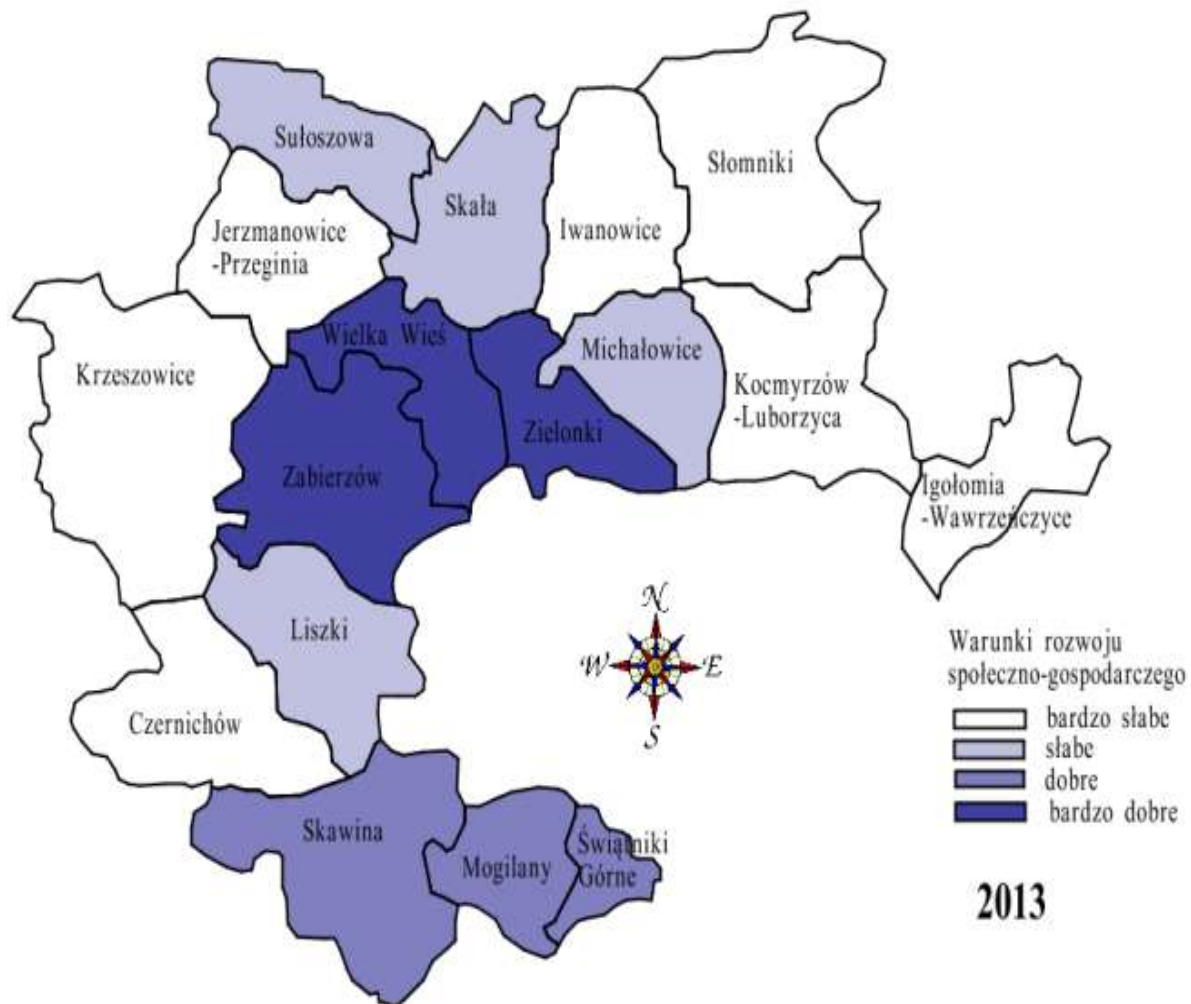 Sułoszowa
Skała
Słomniki
Jerzmanowice
-Przeginia
Iwanowice
Wielka Wieś
Michałowice
Krzeszowice
Kocmyrzów
-Luborzyca
Zielonki
Zabierzów
Igołomia
-Wawrzeńczyce
Liszki
N
W
E
S
Czernichów
Skawina
Mogilany
Świątniki
Górne
Warunki rozwoju
społeczno-gospodarczego
bardzo słabe
słabe
dobre
bardzo dobre
2013